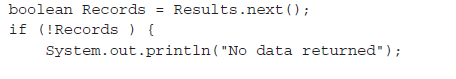 boolean Records = Results.next();
if (!Records ) {
    System.out.println("No data returned");